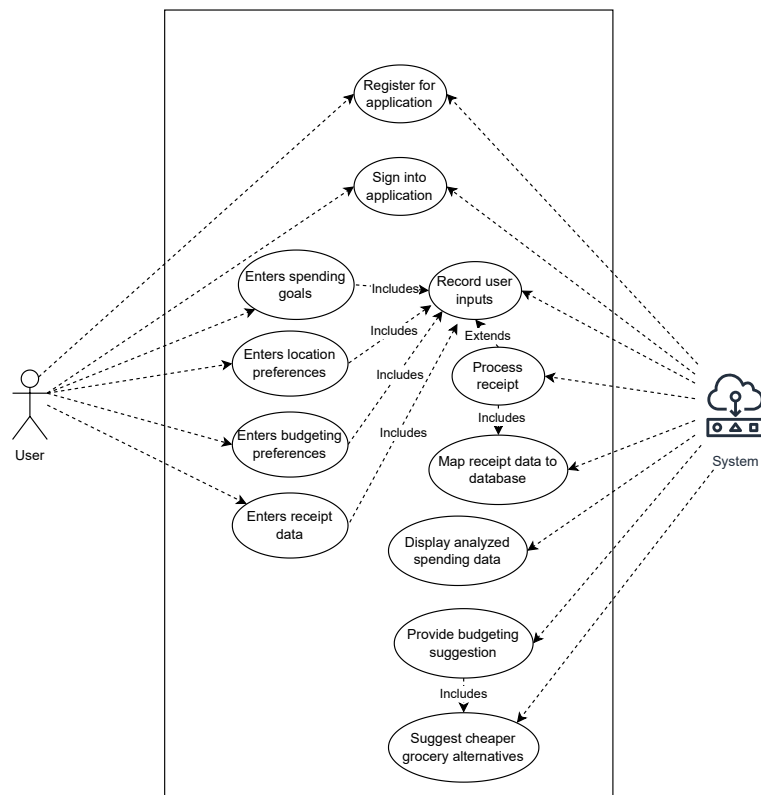 Register for
application
Sign into
application
Enters spending
goals
Includes
Record user
inputs
Includes
Extends
Enters location
preferences
Process
receipt
Includes
Includes
User
Enters budgeting
preferences
Includes
Map receipt data to
database
System
Enters receipt
data
Display analyzed
spending data
Provide budgeting
suggestion
Includes
Suggest cheaper
grocery alternatives